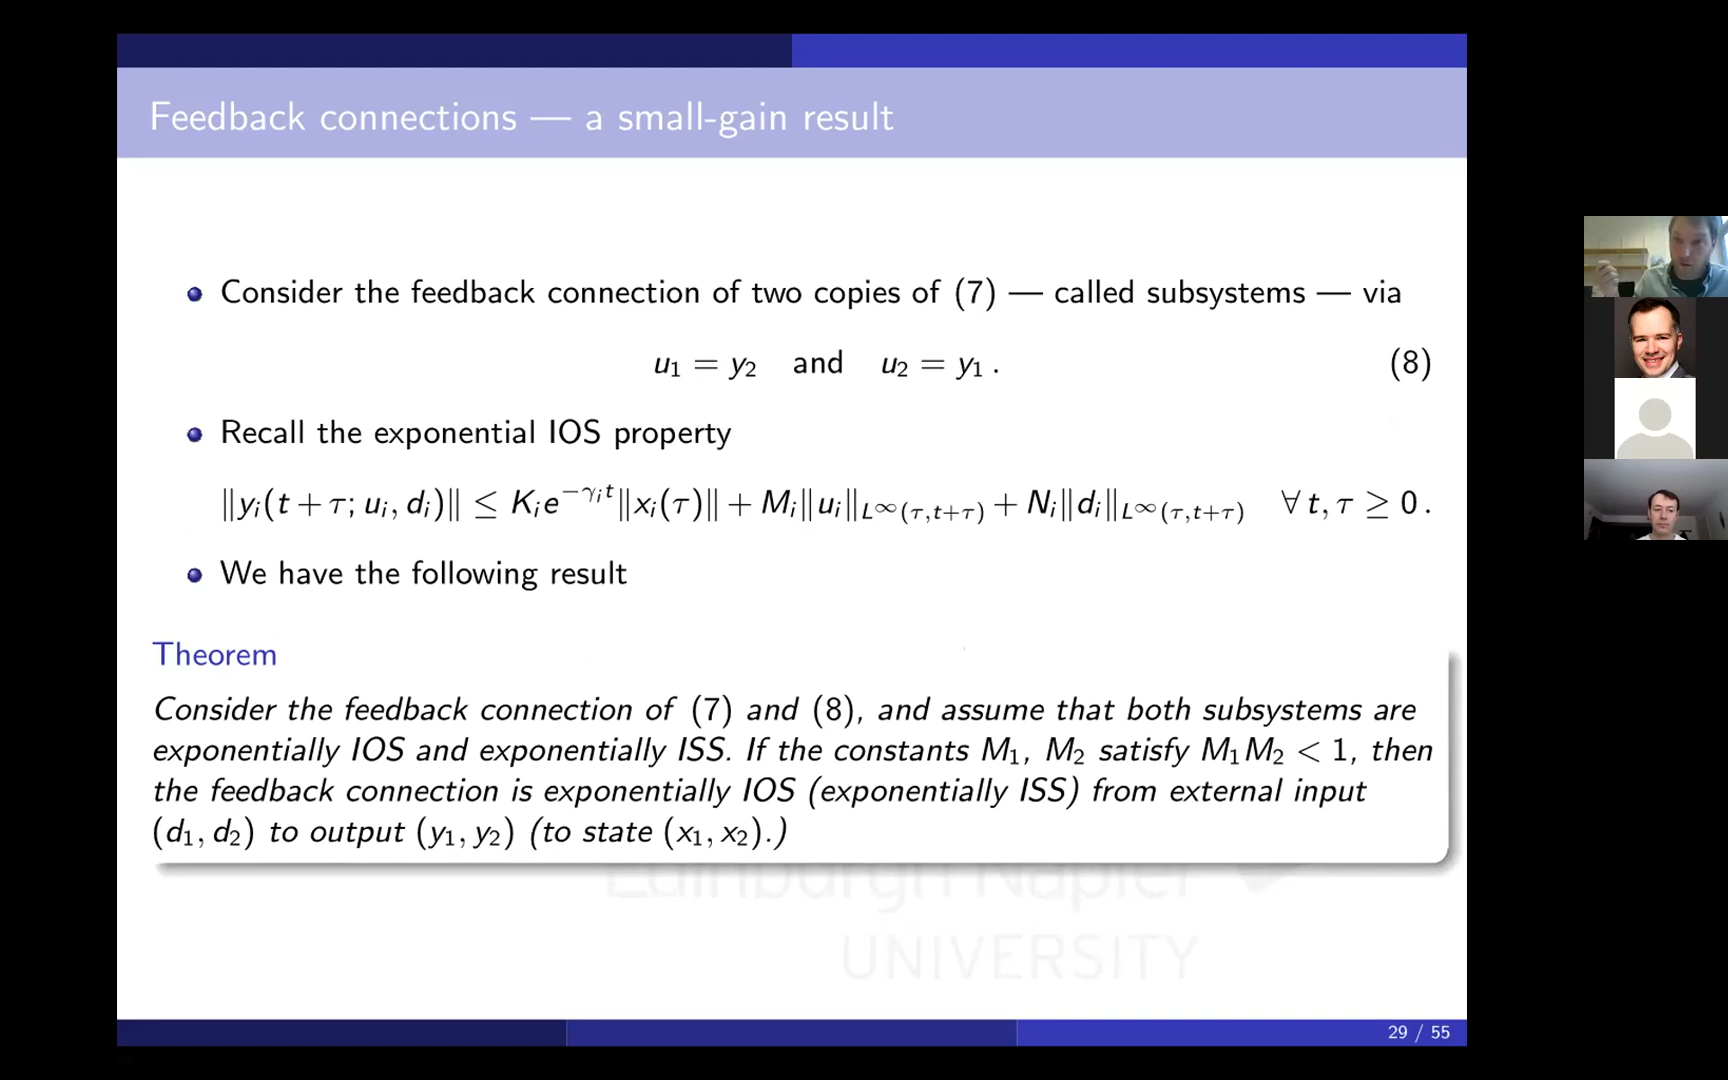 Feedback connections — a small-gain result
Consider the feedback connection of two copies of (7) — called subsystems — via
u₁ = y₂ and u₂ = y₁ . (8)
Recall the exponential IOS property
‖yᵢ(t + τ; uᵢ, dᵢ)‖ ≤ Kᵢe^{−γᵢt}‖xᵢ(τ)‖ + Mᵢ‖uᵢ‖_{L^∞(τ,t+τ)} + Nᵢ‖dᵢ‖_{L^∞(τ,t+τ)} ∀ t, τ ≥ 0 .
We have the following result
Theorem
Consider the feedback connection of (7) and (8), and assume that both subsystems are
exponentially IOS and exponentially ISS. If the constants M₁, M₂ satisfy M₁M₂ < 1, then
the feedback connection is exponentially IOS (exponentially ISS) from external input
(d₁, d₂) to output (y₁, y₂) (to state (x₁, x₂).)
Edinburgh Napier
UNIVERSITY
29 / 55